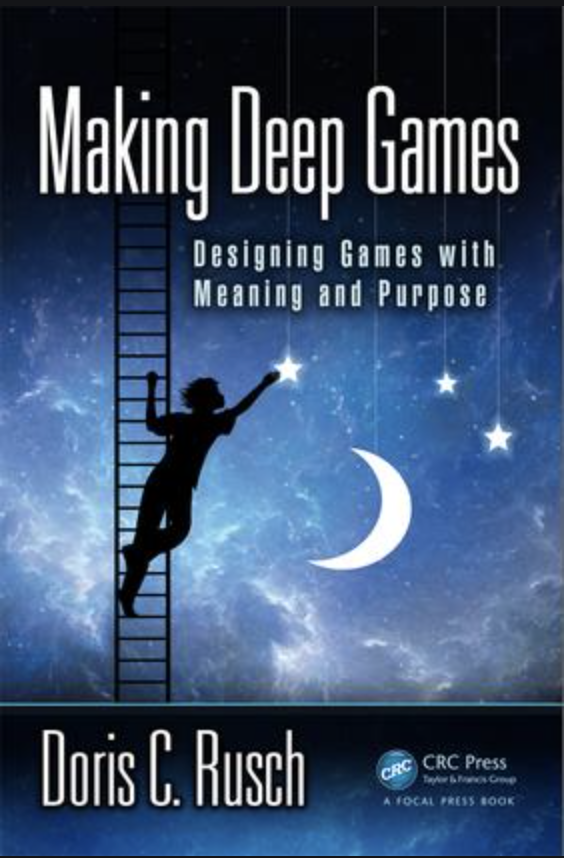 Making Deep Games
Designing Games with
Meaning and Purpose
Doris C. Rusch
CRC
CRC Press
Taylor & Francis Group
A FOCAL PRESS BOOK